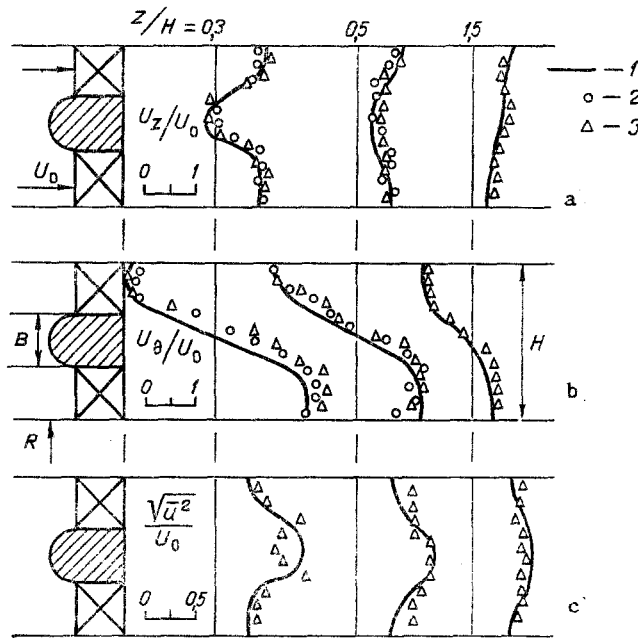 Z/H = 0,3 0,5 1,5
1
2
3
U_z/U_0
U_0
0 1
a
B
U_θ/U_0
0 1
H
b
R
√ū²
U_0
0 0,5
c